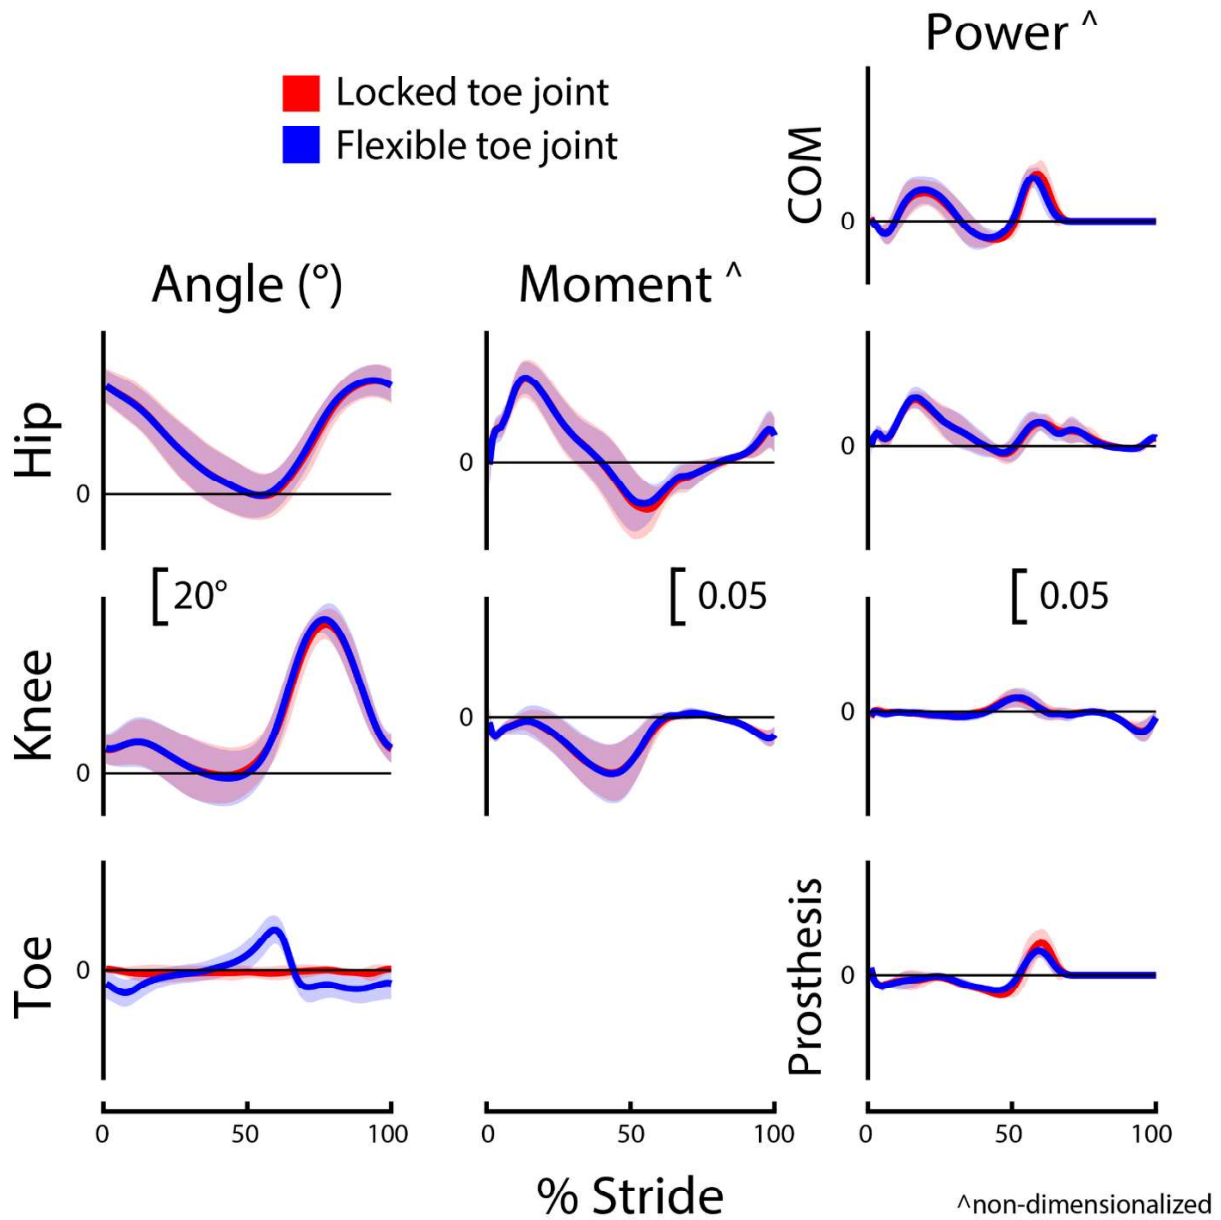 Power ^
Locked toe joint
Flexible toe joint
COM
0
Angle (°)
Moment ^
Hip
0
0
0
20°
0.05
0.05
Knee
0
0
0
Toe
0
Prosthesis
0
0
50
100
0
50
100
0
50
100
% Stride
^non-dimensionalized